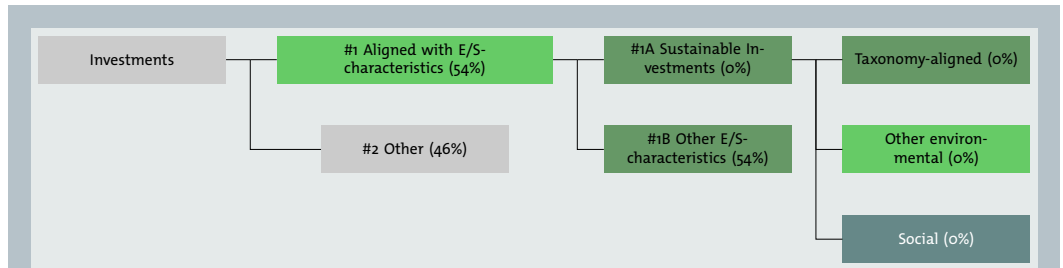 Investments
#1 Aligned with E/S-
characteristics (54%)
#1A Sustainable In-
vestments (0%)
Taxonomy-aligned (0%)
#2 Other (46%)
#1B Other E/S-
characteristics (54%)
Other environ-
mental (0%)
Social (0%)